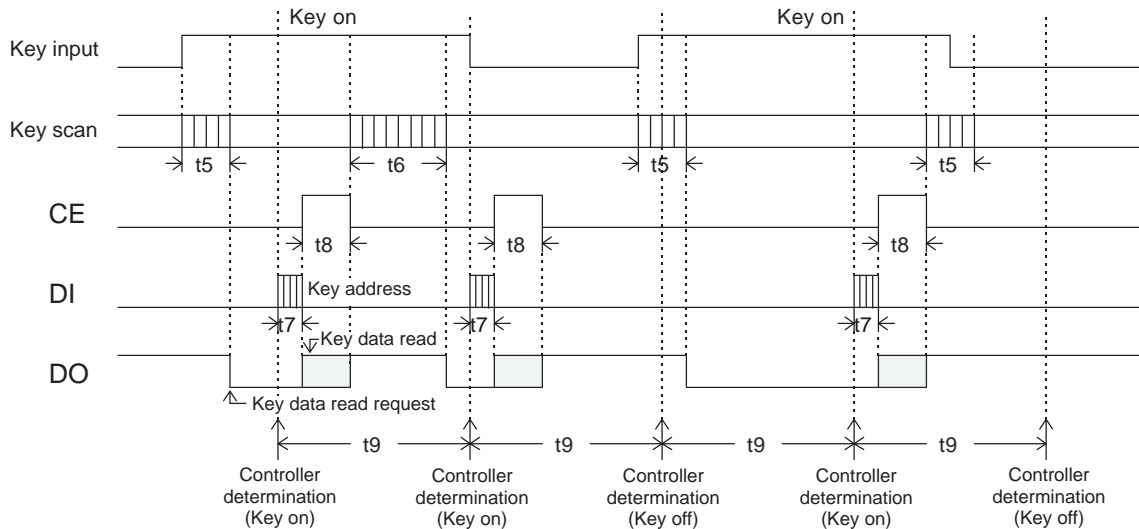 Key on
Key on
Key input
Key scan
t5
t6
t5
t5
CE
t8
t8
t8
DI
Key address
t7
t7
t7
Key data read
DO
Key data read request
t9
t9
t9
t9
Controller
determination
(Key on)
Controller
determination
(Key on)
Controller
determination
(Key off)
Controller
determination
(Key on)
Controller
determination
(Key off)